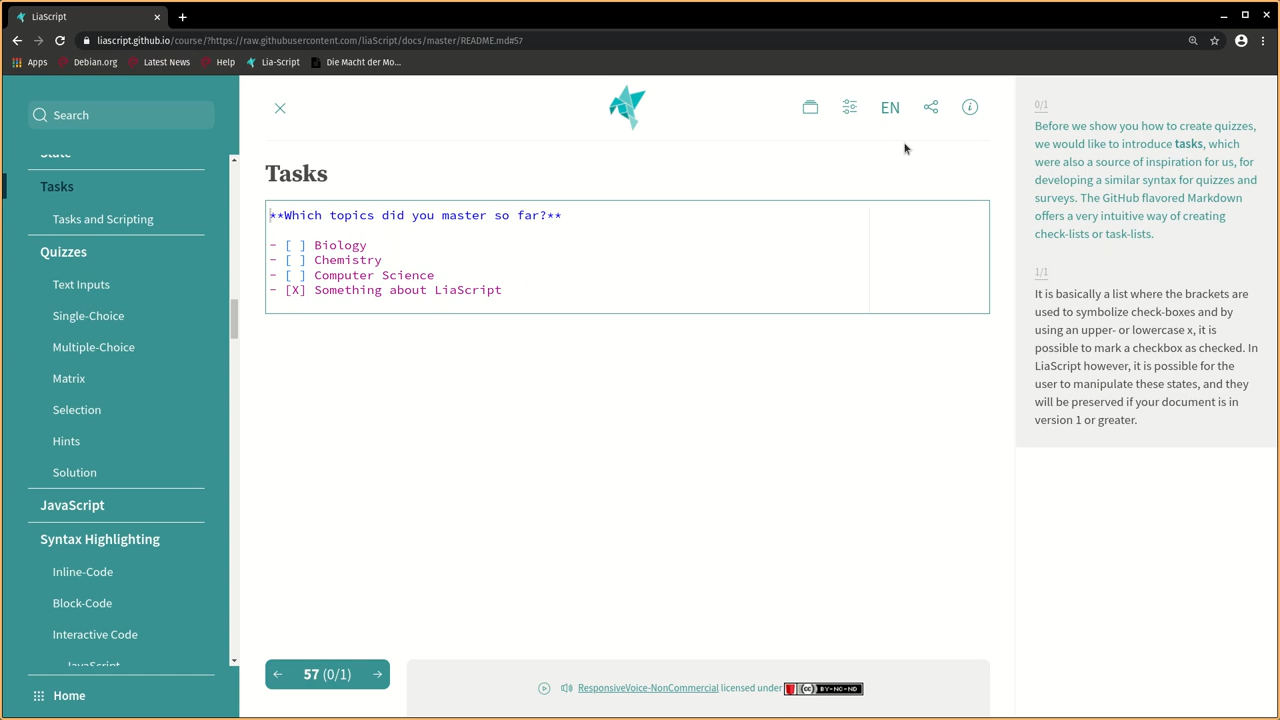 LiaScript
liascript.github.io/course/?https://raw.githubusercontent.com/liaScript/docs/master/README.md#57
Apps Debian.org Latest News Help Lia-Script Die Macht der Mo...
Search
State
Tasks
Tasks and Scripting
Quizzes
Text Inputs
Single-Choice
Multiple-Choice
Matrix
Selection
Hints
Solution
JavaScript
Syntax Highlighting
Inline-Code
Block-Code
Interactive Code
JavaScript
Home
EN
Tasks
**Which topics did you master so far?**
- [ ] Biology
- [ ] Chemistry
- [ ] Computer Science
- [X] Something about LiaScript
57 (0/1)
ResponsiveVoice-NonCommercial licensed under
cc BY-NC-ND
0/1
Before we show you how to create quizzes,
we would like to introduce tasks, which
were also a source of inspiration for us, for
developing a similar syntax for quizzes and
surveys. The GitHub flavored Markdown
offers a very intuitive way of creating
check-lists or task-lists.
1/1
It is basically a list where the brackets are
used to symbolize check-boxes and by
using an upper- or lowercase x, it is
possible to mark a checkbox as checked. In
LiaScript however, it is possible for the
user to manipulate these states, and they
will be preserved if your document is in
version 1 or greater.